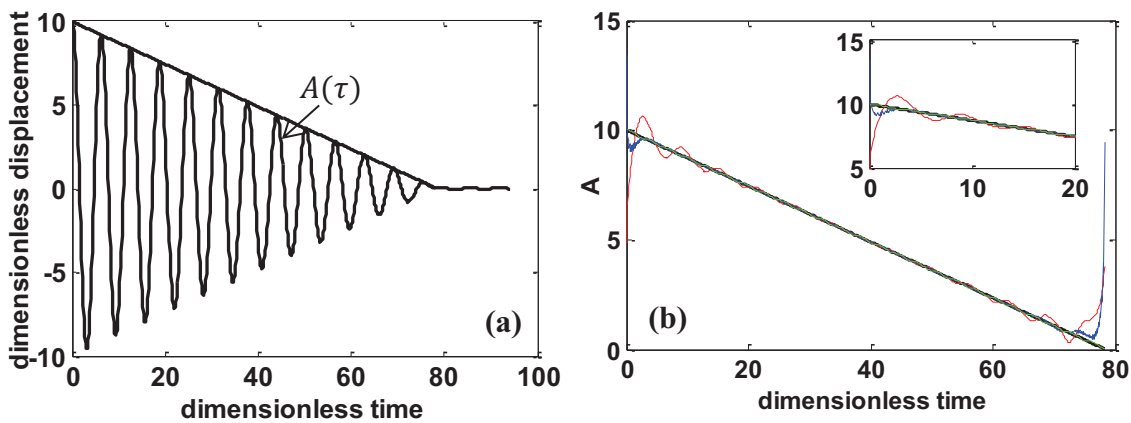 10
5
0
-5
-10
dimensionless displacement
A(τ)
(a)
0 20 40 60 80 100
dimensionless time
15
10
5
0
A
15
10
5
0 10 20
(b)
0 20 40 60 80
dimensionless time